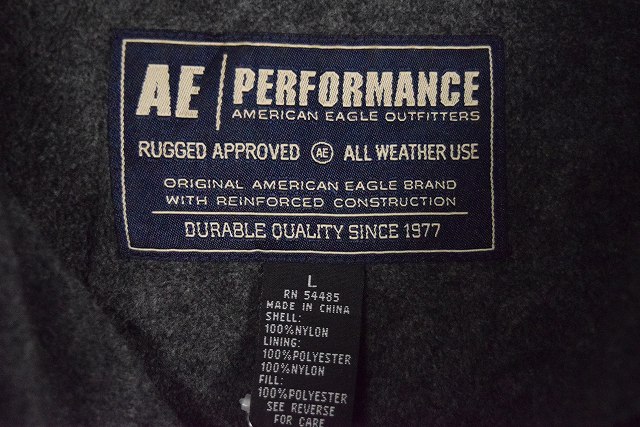 AE PERFORMANCE
AMERICAN EAGLE OUTFITTERS
RUGGED APPROVED AE ALL WEATHER USE
ORIGINAL AMERICAN EAGLE BRAND
WITH REINFORCED CONSTRUCTION
DURABLE QUALITY SINCE 1977
L
RN 54485
MADE IN CHINA
SHELL:
100%NYLON
LINING:
100%POLYESTER
100%NYLON
FILL:
100%POLYESTER
SEE REVERSE
FOR CARE